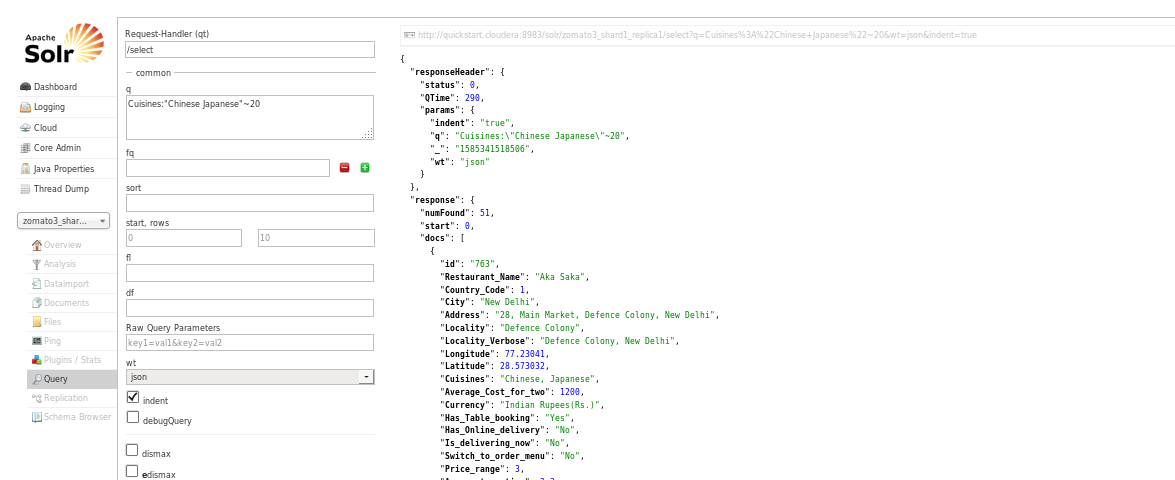 Apache
Solr
Dashboard
Logging
Cloud
Core Admin
Java Properties
Thread Dump
zomato3_shar...
Overview
Analysis
Dataimport
Documents
Files
Ping
Plugins / Stats
Query
Replication
Schema Browser
Request-Handler (qt)
/select
common
q
Cuisines:"Chinese Japanese"~20
fq
sort
start, rows
0 10
fl
df
Raw Query Parameters
key1=val1&key2=val2
wt
json
indent
debugQuery
dismax
edismax
http://quickstart.cloudera:8983/solr/zomato3_shard1_replica1/select?q=Cuisines%3A%22Chinese+Japanese%22~20&wt=json&indent=true
{
"responseHeader": {
"status": 0,
"QTime": 290,
"params": {
"indent": "true",
"q": "Cuisines:\"Chinese Japanese\"~20",
"_": "1585341518506",
"wt": "json"
}
},
"response": {
"numFound": 51,
"start": 0,
"docs": [
{
"id": "763",
"Restaurant_Name": "Aka Saka",
"Country_Code": 1,
"City": "New Delhi",
"Address": "28, Main Market, Defence Colony, New Delhi",
"Locality": "Defence Colony",
"Locality_Verbose": "Defence Colony, New Delhi",
"Longitude": 77.23041,
"Latitude": 28.573032,
"Cuisines": "Chinese, Japanese",
"Average_Cost_for_two": 1200,
"Currency": "Indian Rupees(Rs.)",
"Has_Table_booking": "Yes",
"Has_Online_delivery": "No",
"Is_delivering_now": "No",
"Switch_to_order_menu": "No",
"Price_range": 3,